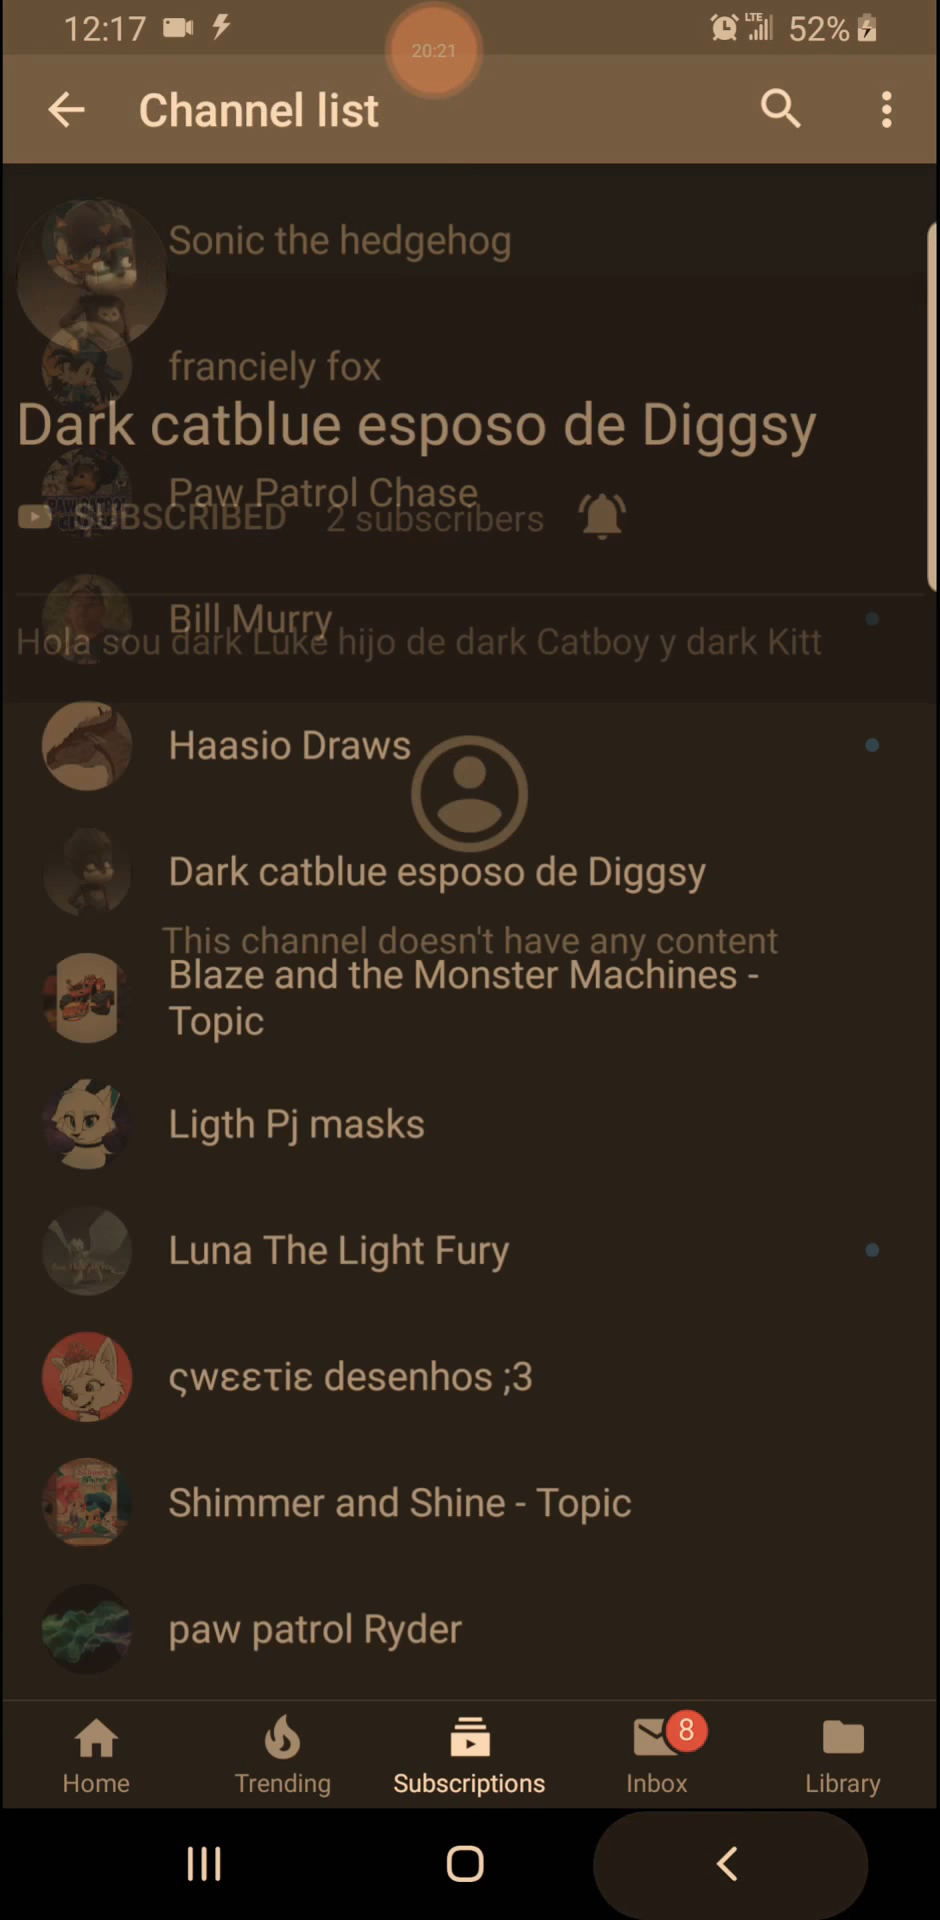 12:17
20:21
LTE
52%
Channel list
Sonic the hedgehog
franciely fox
Dark catblue esposo de Diggsy
Paw Patrol Chase
SUBSCRIBED 2 subscribers
Bill Murry
Hola sou dark Luke hijo de dark Catboy y dark Kitt
Haasio Draws
Dark catblue esposo de Diggsy
This channel doesn't have any content
Blaze and the Monster Machines -
Topic
Ligth Pj masks
Luna The Light Fury
ςwεεтιε desenhos ;3
Shimmer and Shine - Topic
paw patrol Ryder
8
Home
Trending
Subscriptions
Inbox
Library